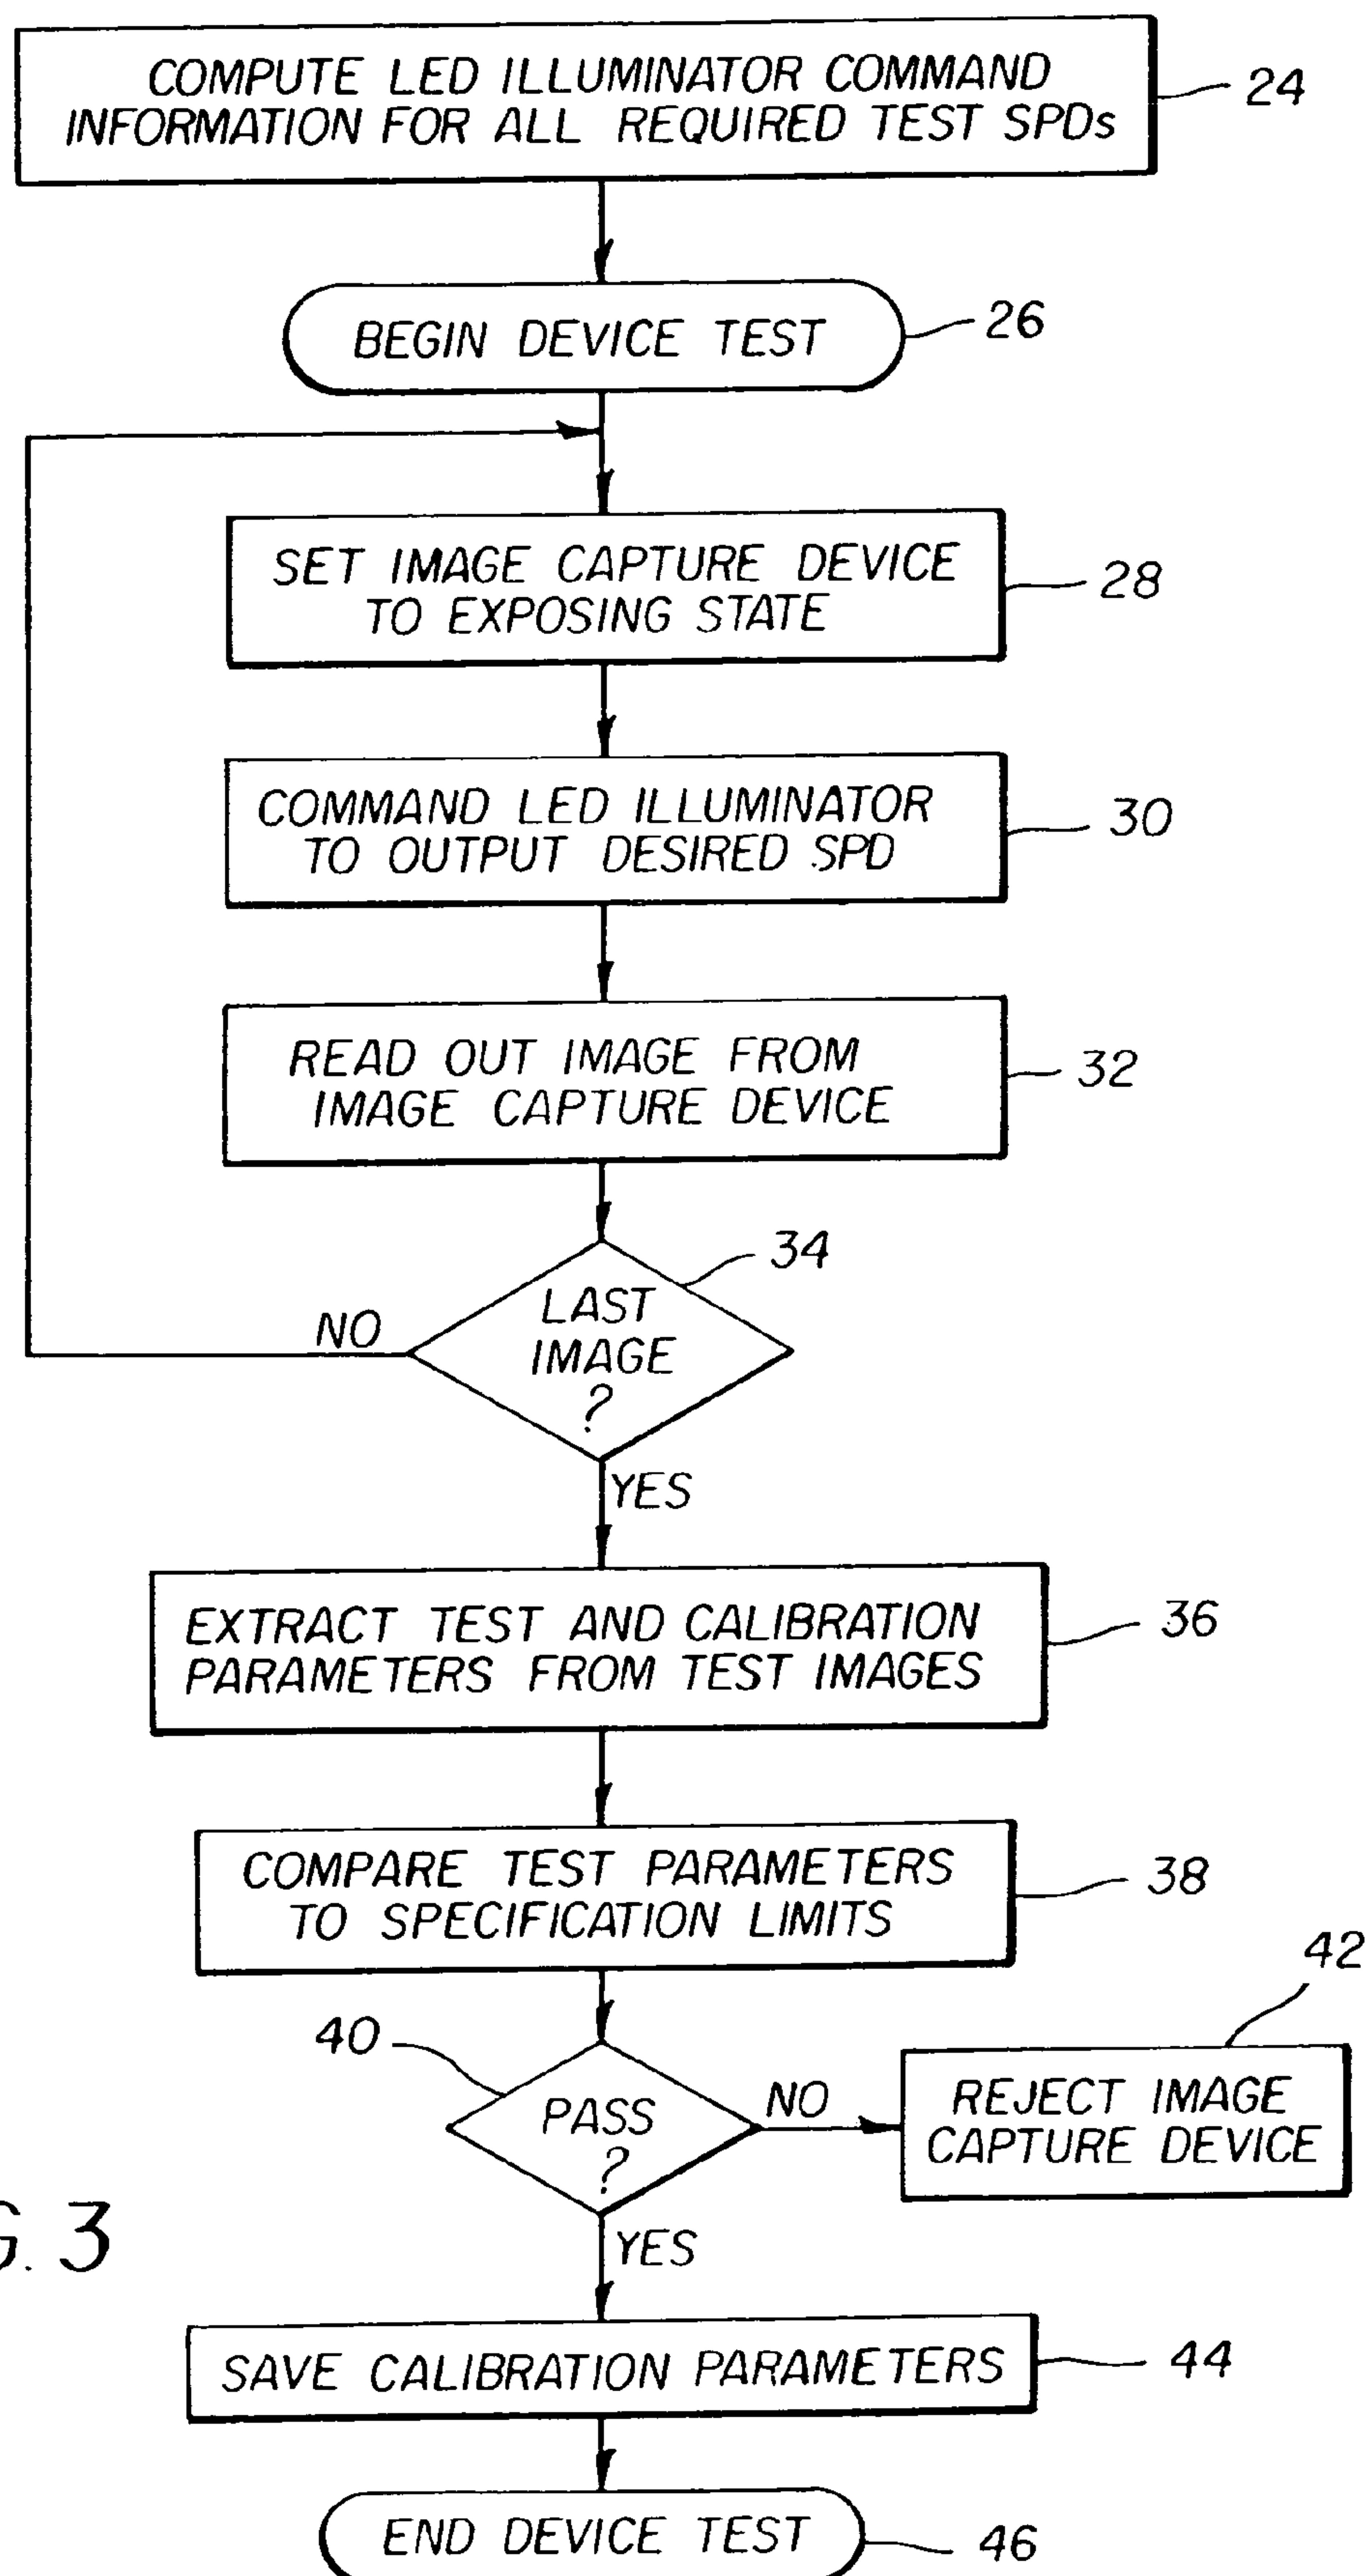 COMPUTE LED ILLUMINATOR COMMAND
INFORMATION FOR ALL REQUIRED TEST SPDs
24
BEGIN DEVICE TEST
26
SET IMAGE CAPTURE DEVICE
TO EXPOSING STATE
28
COMMAND LED ILLUMINATOR
TO OUTPUT DESIRED SPD
30
READ OUT IMAGE FROM
IMAGE CAPTURE DEVICE
32
34
LAST
IMAGE
?
NO
YES
EXTRACT TEST AND CALIBRATION
PARAMETERS FROM TEST IMAGES
36
COMPARE TEST PARAMETERS
TO SPECIFICATION LIMITS
38
40
PASS
?
NO
42
REJECT IMAGE
CAPTURE DEVICE
YES
G. 3
SAVE CALIBRATION PARAMETERS
44
END DEVICE TEST
46